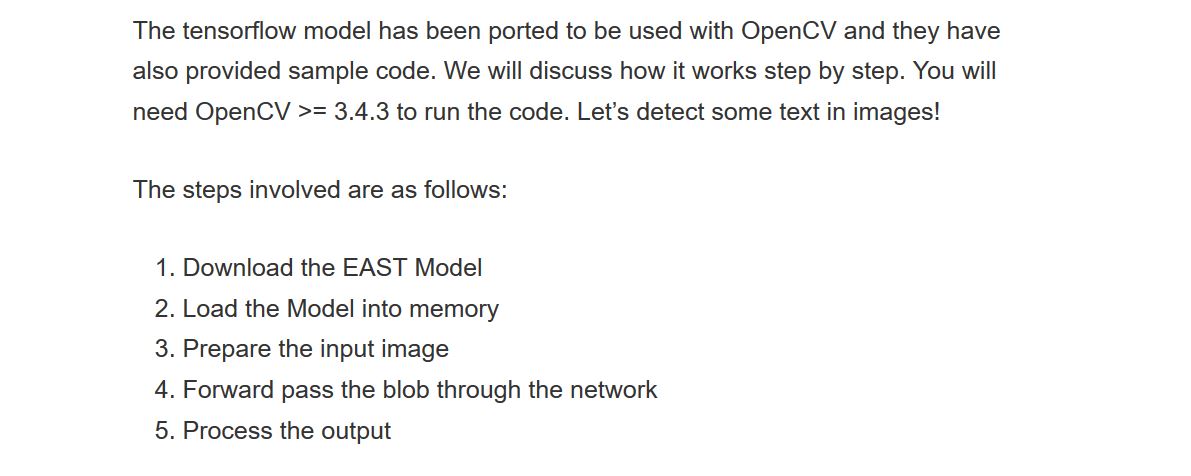 The tensorflow model has been ported to be used with OpenCV and they have
also provided sample code. We will discuss how it works step by step. You will
need OpenCV >= 3.4.3 to run the code. Let’s detect some text in images!
The steps involved are as follows:
1. Download the EAST Model
2. Load the Model into memory
3. Prepare the input image
4. Forward pass the blob through the network
5. Process the output